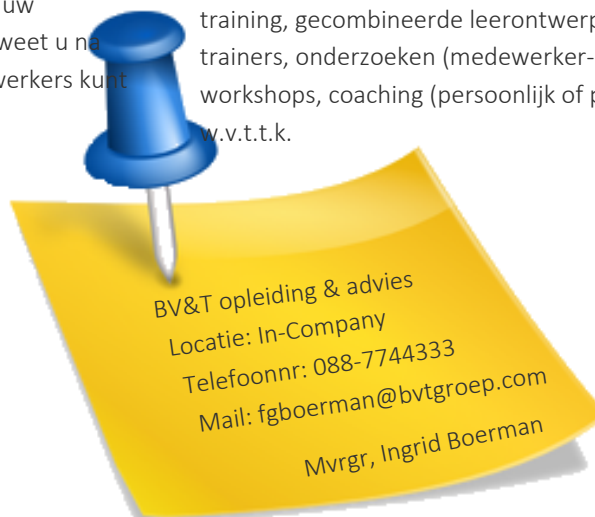 uw
weet u na
werkers kunt
training, gecombineerde leerontwerp
trainers, onderzoeken (medewerker-
workshops, coaching (persoonlijk of p
w.v.t.t.k.
BV&T opleiding & advies
Locatie: In-Company
Telefoonnr: 088-7744333
Mail: fgboerman@bvtgroep.com
Mvrgr, Ingrid Boerman